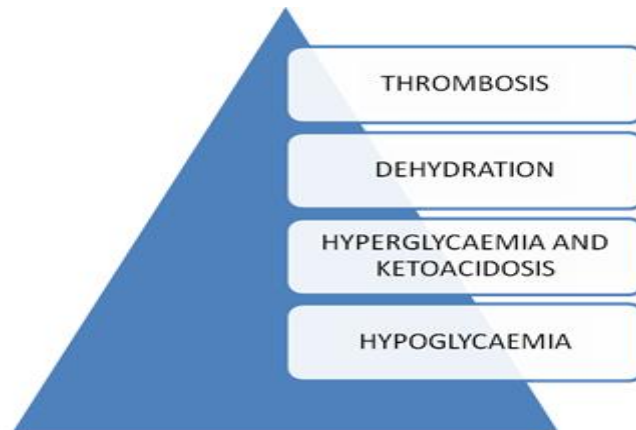 THROMBOSIS
DEHYDRATION
HYPERGLYCAEMIA AND
KETOACIDOSIS
HYPOGLYCAEMIA